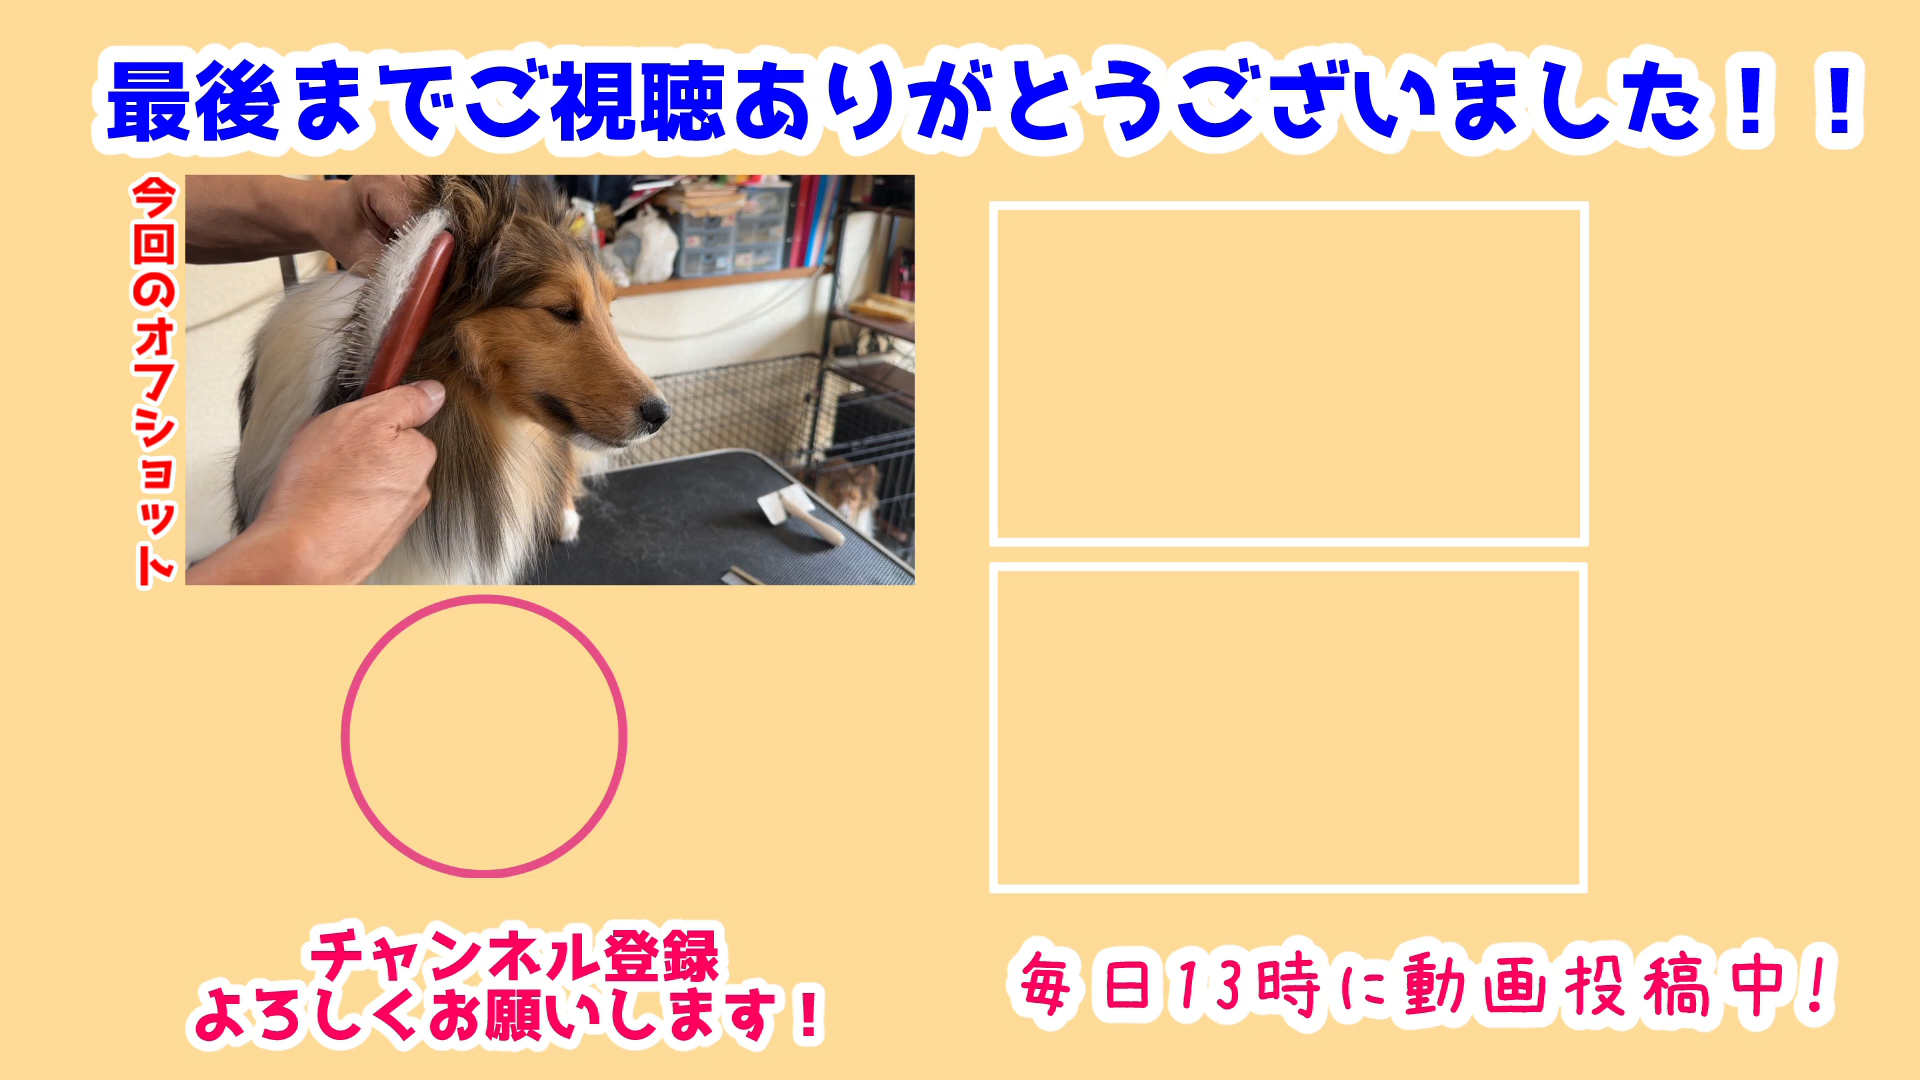 最後までご視聴ありがとうございました！！
今回のオフショット
チャンネル登録
よろしくお願いします！
毎日13時に動画投稿中！